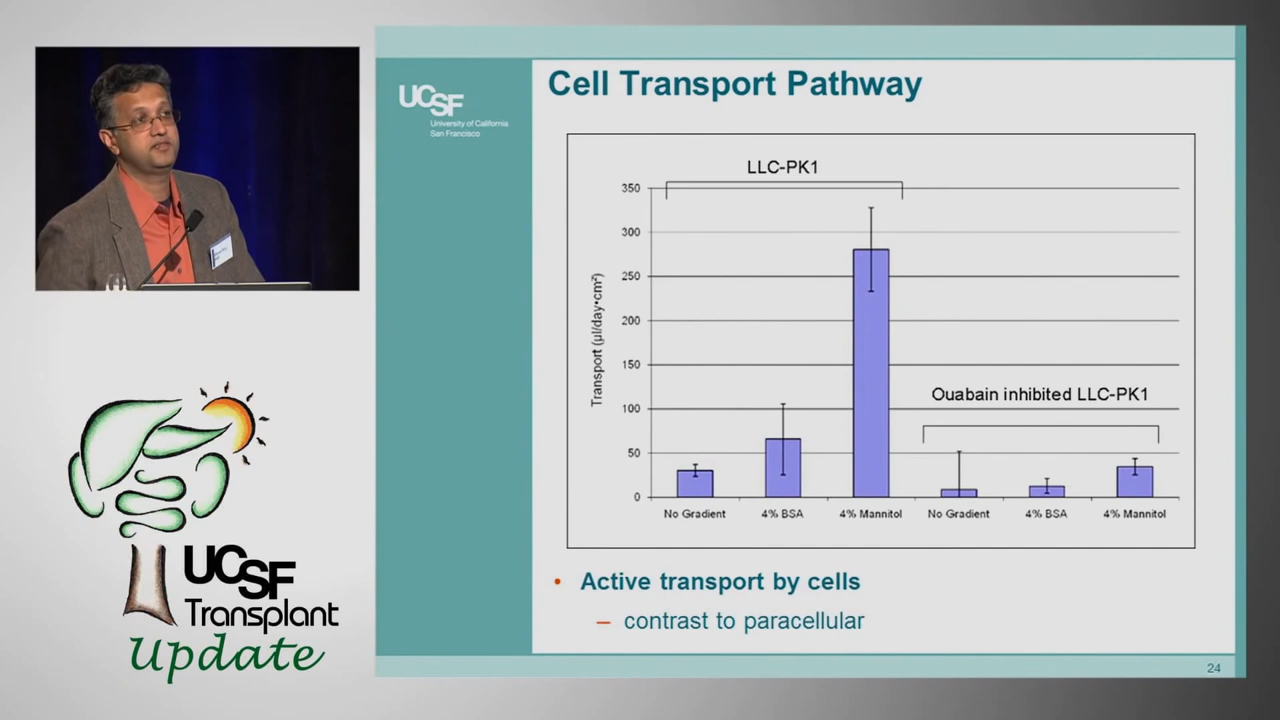 Cell Transport Pathway
UCSF
University of California
San Francisco
LLC-PK1
350
300
250
200
150
100
50
0
Transport (µl/day•cm²)
Ouabain inhibited LLC-PK1
No Gradient
4% BSA
4% Mannitol
No Gradient
4% BSA
4% Mannitol
• Active transport by cells
– contrast to paracellular
24
UCSF
Transplant
Update